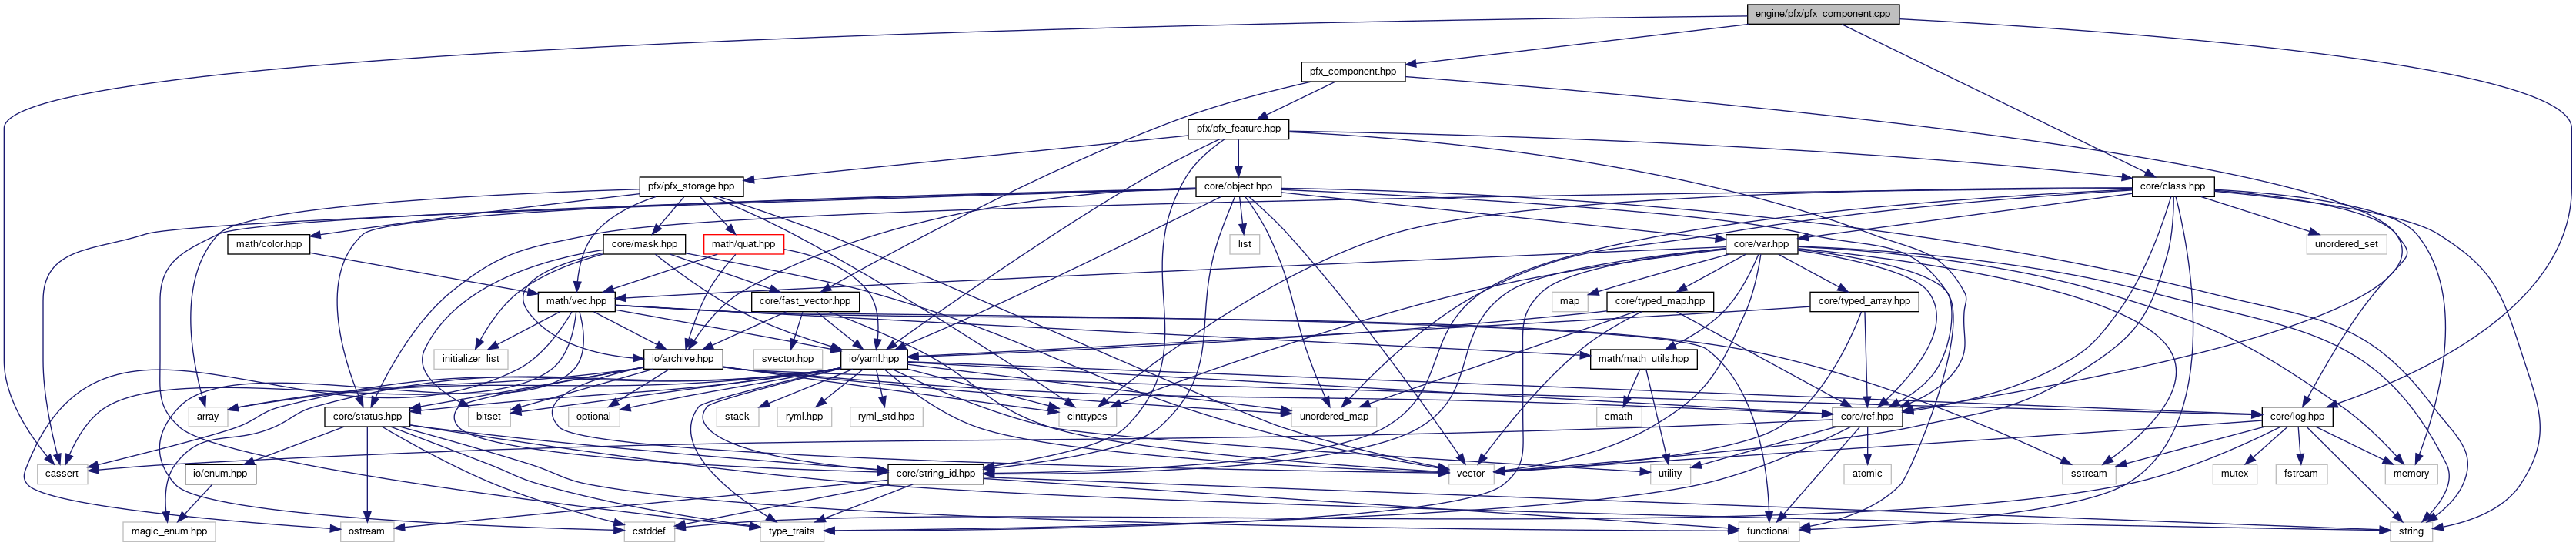 engine/pfx/pfx_component.cpp
pfx_component.hpp
pfx/pfx_feature.hpp
pfx/pfx_storage.hpp
core/object.hpp
core/class.hpp
math/color.hpp
core/mask.hpp
math/quat.hpp
list
core/var.hpp
unordered_set
math/vec.hpp
core/fast_vector.hpp
map
core/typed_map.hpp
core/typed_array.hpp
initializer_list
io/archive.hpp
svector.hpp
io/yaml.hpp
math/math_utils.hpp
array
core/status.hpp
bitset
optional
stack
ryml.hpp
ryml_std.hpp
cinttypes
unordered_map
cmath
core/ref.hpp
core/log.hpp
cassert
io/enum.hpp
core/string_id.hpp
vector
utility
atomic
sstream
mutex
fstream
memory
magic_enum.hpp
ostream
cstddef
type_traits
functional
string